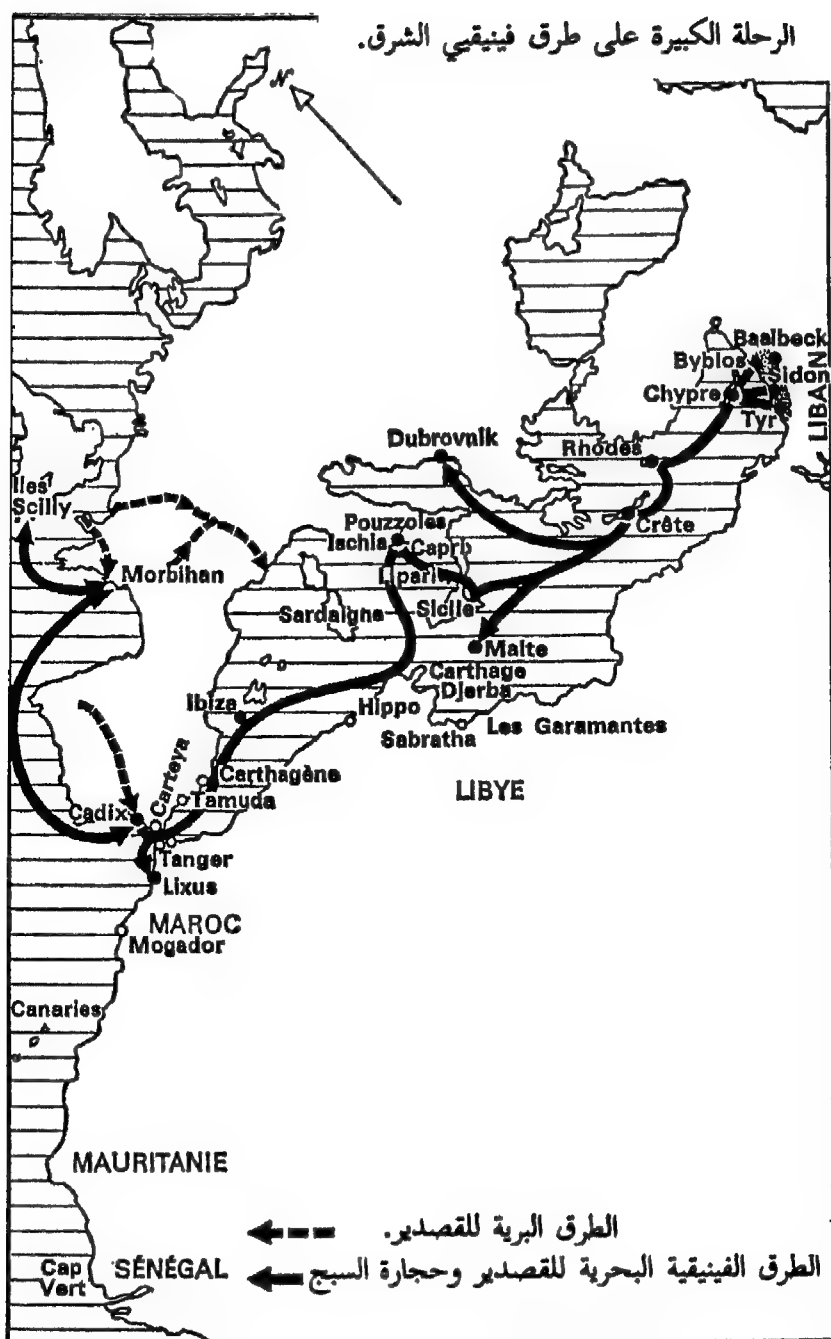 الرحلة الكبيرة على طرق فينيقيي الشرق.
N
Baalbeck
Byblos
Sidon
Chypre
Tyr
LIBAN
Dubrovnik
Rhodes
Iles
Scilly
Crête
Pouzzoles
Ischia
Capri
Lipari
Morbihan
Sardaigne
Sicile
Malte
Carthage
Djerba
Ibiza
Hippo
Sabratha
Les Garamantes
Carteya
Carthagène
LIBYE
Tamuda
Cadix
Tanger
Lixus
MAROC
Mogador
Canaries
MAURITANIE
الطرق البرية للقصدير.
Cap
Vert
SÉNÉGAL
الطرق الفينيقية البحرية للقصدير وحجارة السبج